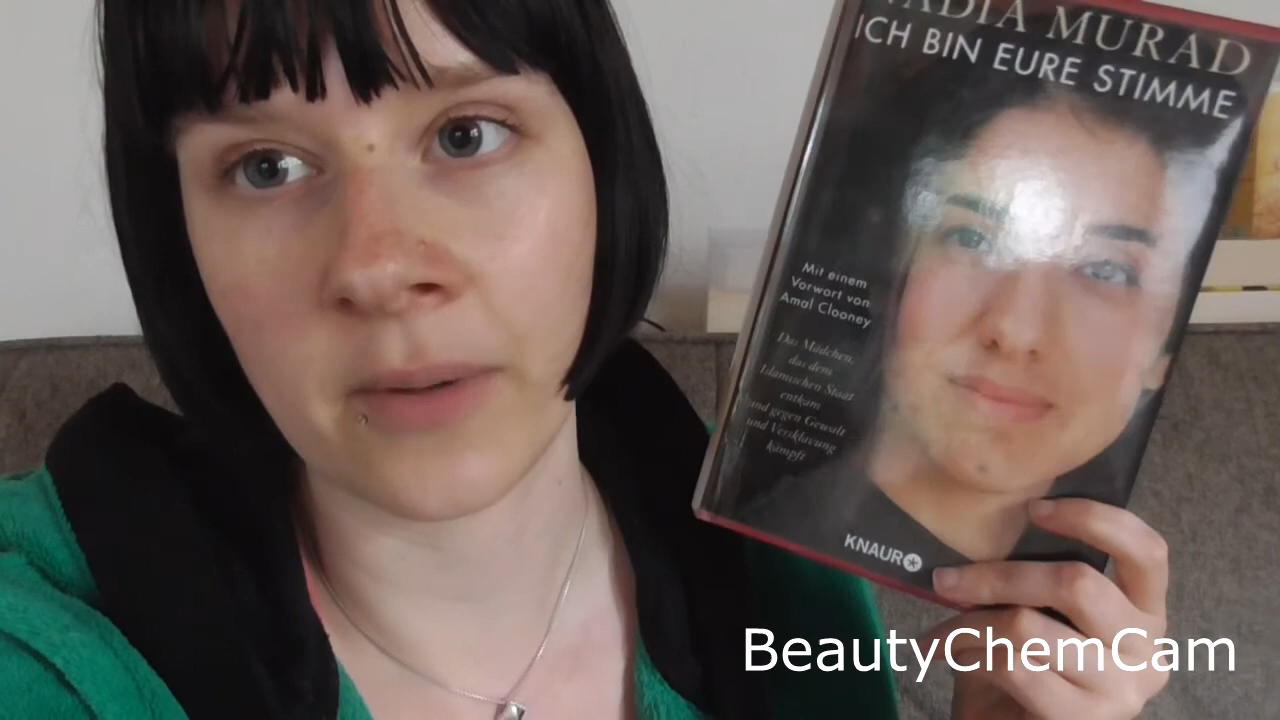 NADIA MURAD
ICH BIN EURE STIMME
Mit einem
Vorwort von
Amal Clooney
Das Mädchen,
das dem
Islamischen Staat
entkam
und gegen Gewalt
und Versklavung
kämpft
KNAUR
BeautyChemCam